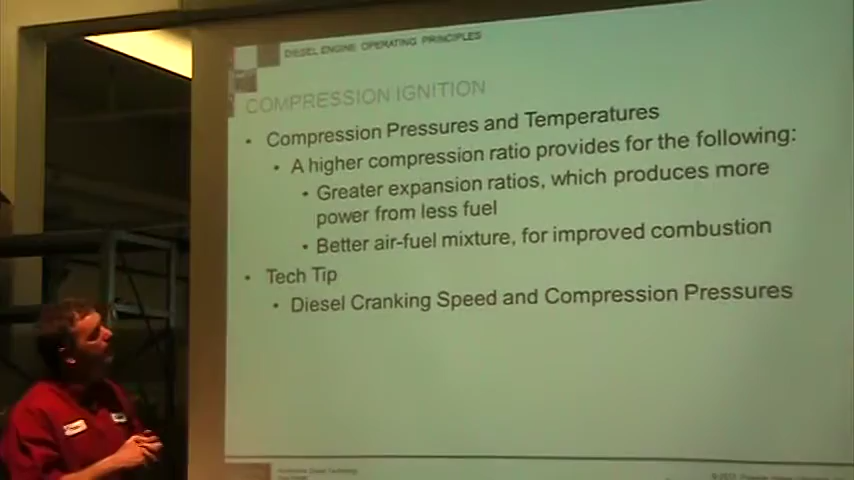 DIESEL ENGINE OPERATING PRINCIPLES
COMPRESSION IGNITION
• Compression Pressures and Temperatures
• A higher compression ratio provides for the following:
• Greater expansion ratios, which produces more
power from less fuel
• Better air-fuel mixture, for improved combustion
• Tech Tip
• Diesel Cranking Speed and Compression Pressures